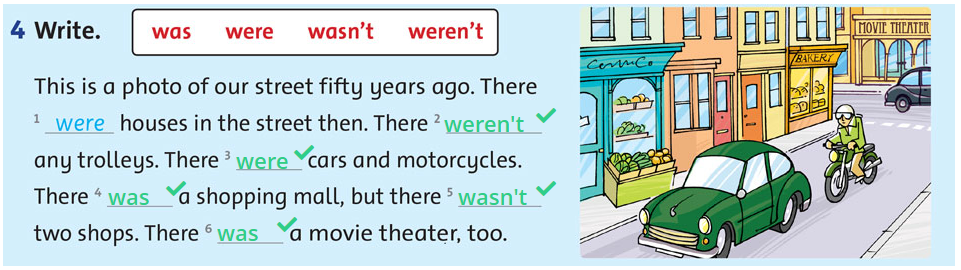 4 Write.
was were wasn't weren't
This is a photo of our street fifty years ago. There
1 were houses in the street then. There 2 weren't
any trolleys. There 3 were cars and motorcycles.
There 4 was a shopping mall, but there 5 wasn't
two shops. There 6 was a movie theater, too.
MOVIE THEATER
BAKERY